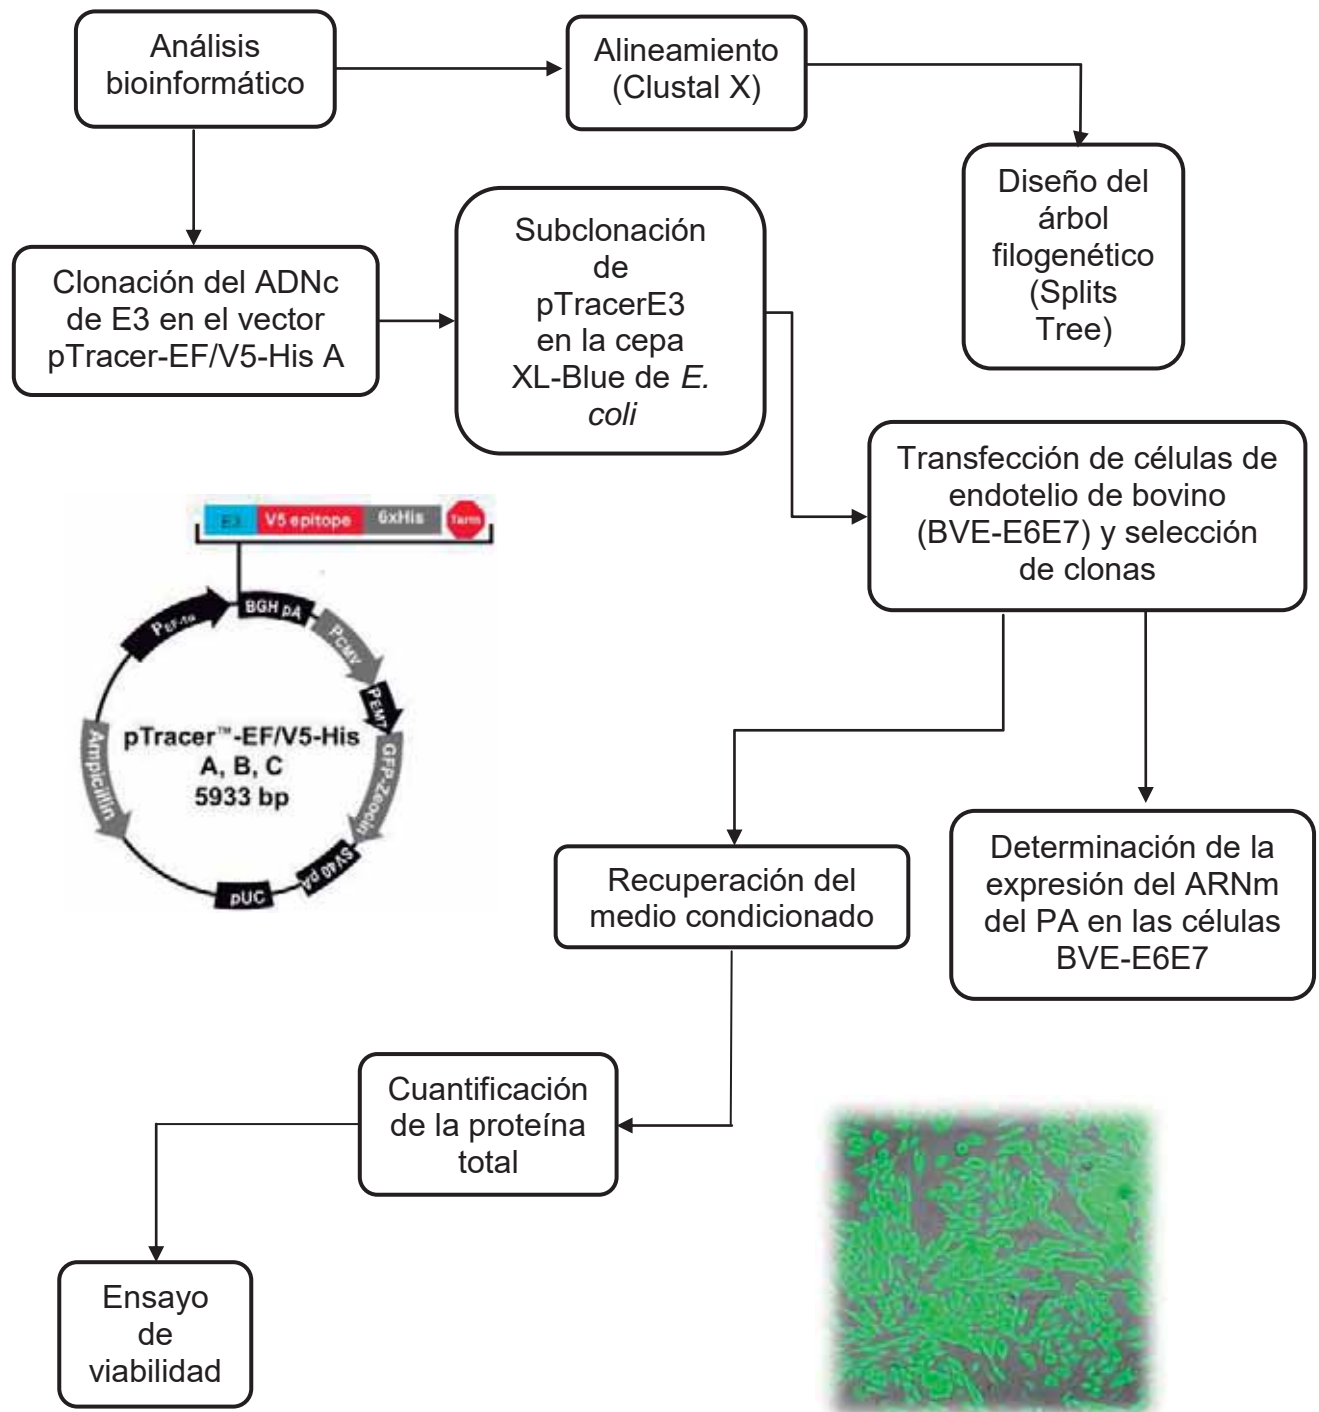 Análisis
bioinformático
Alineamiento
(Clustal X)
Diseño del
árbol
filogenético
(Splits
Tree)
Clonación del ADNc
de E3 en el vector
pTracer-EF/V5-His A
Subclonación
de
pTracerE3
en la cepa
XL-Blue de E.
coli
Transfección de células de
endotelio de bovino
(BVE-E6E7) y selección
de clonas
E3 V5 epitope 6xHis Term
PEF-1α
BGH pA
PCMV
PEM7
GFP-Zeocin
SV40 pA
pUC
Ampicillin
pTracer™-EF/V5-His
A, B, C
5933 bp
Recuperación del
medio condicionado
Determinación de la
expresión del ARNm
del PA en las células
BVE-E6E7
Cuantificación
de la proteína
total
Ensayo
de
viabilidad